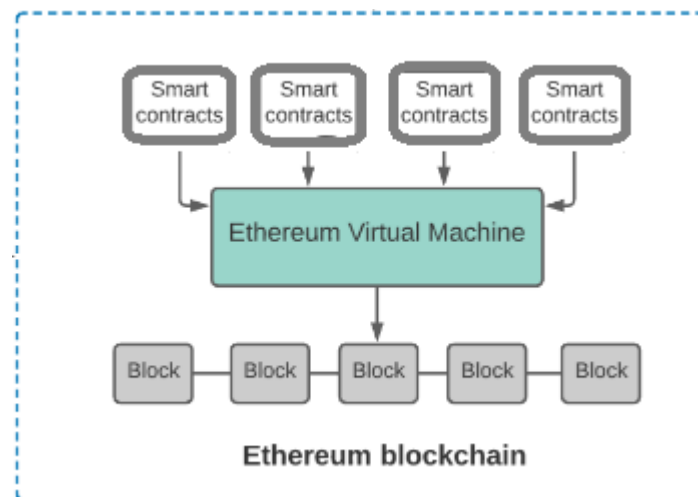 Smart
contracts
Smart
contracts
Smart
contracts
Smart
contracts
Ethereum Virtual Machine
Block
Block
Block
Block
Block
Ethereum blockchain